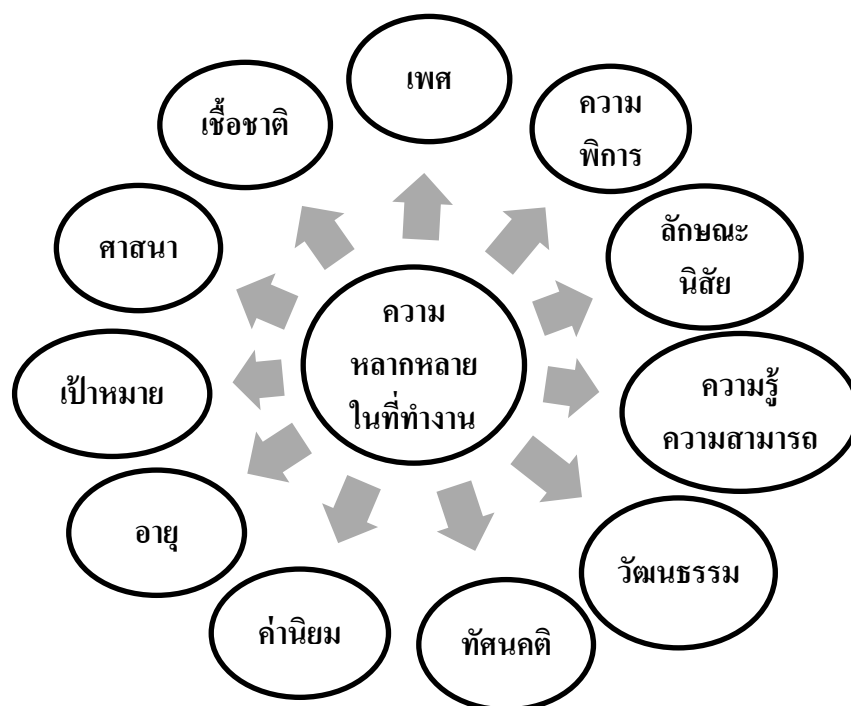 เพศ
ความ
พิการ
ลักษณะ
นิสัย
ความรู้
ความสามารถ
วัฒนธรรม
ทัศนคติ
ค่านิยม
อายุ
เป้าหมาย
ศาสนา
เชื้อชาติ
ความ
หลากหลาย
ในที่ทำงาน